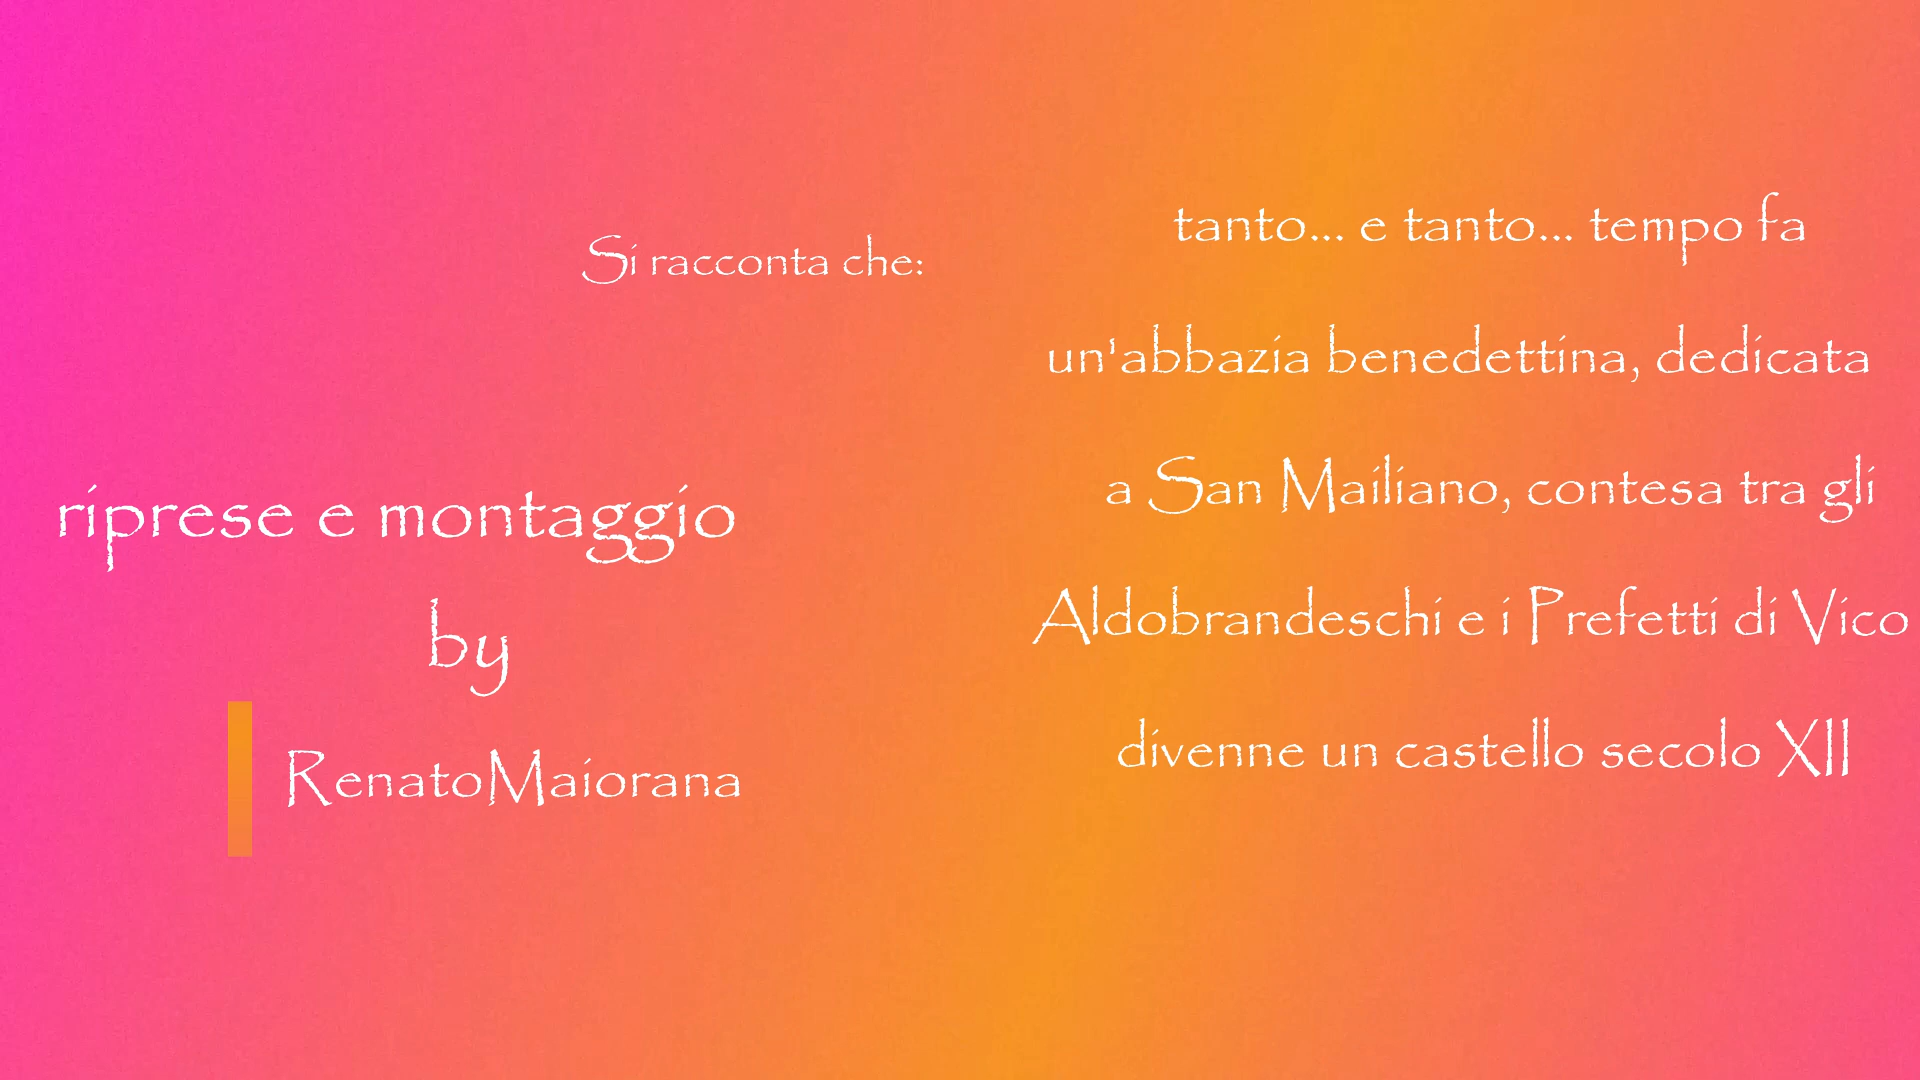 Si racconta che:
tanto... e tanto... tempo fa
un'abbazia benedettina, dedicata
a San Mailiano, contesa tra gli
Aldobrandeschi e i Prefetti di Vico
divenne un castello secolo XII
riprese e montaggio
by
RenatoMaiorana